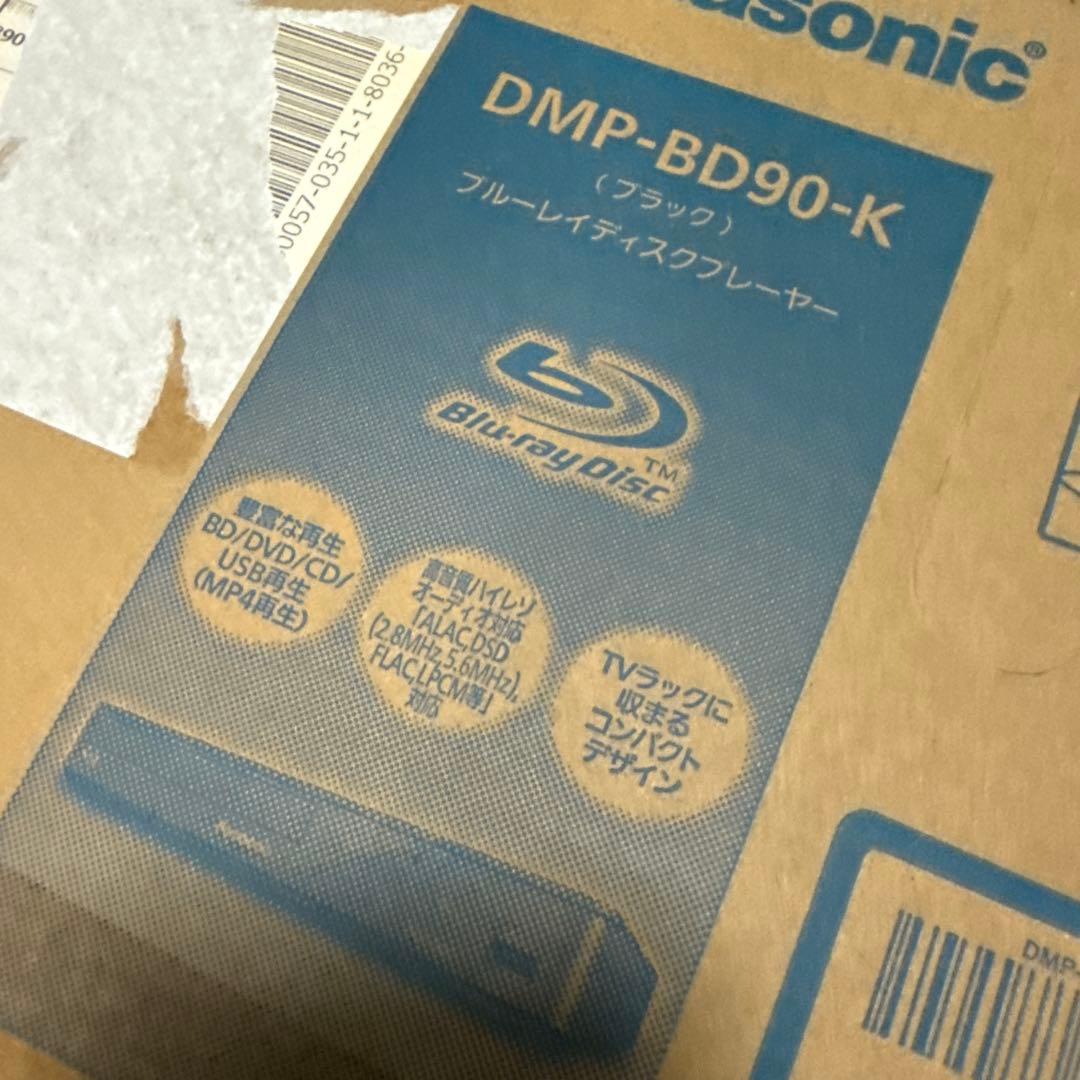 90
0057-035-1-1-8036-
asonic®
DMP-BD90-K
（ブラック）
ブルーレイディスクプレーヤー
Blu-ray Disc™
豊富な再生
BD/DVD/CD/
USB再生
(MP4再生)
高音質ハイレゾ
オーディオ対応
「ALAC,DSD
(2.8MHz,5.6MHz),
FLAC,LPCM等」
対応
TVラックに
収まる
コンパクト
デザイン
Panasonic
DMP-